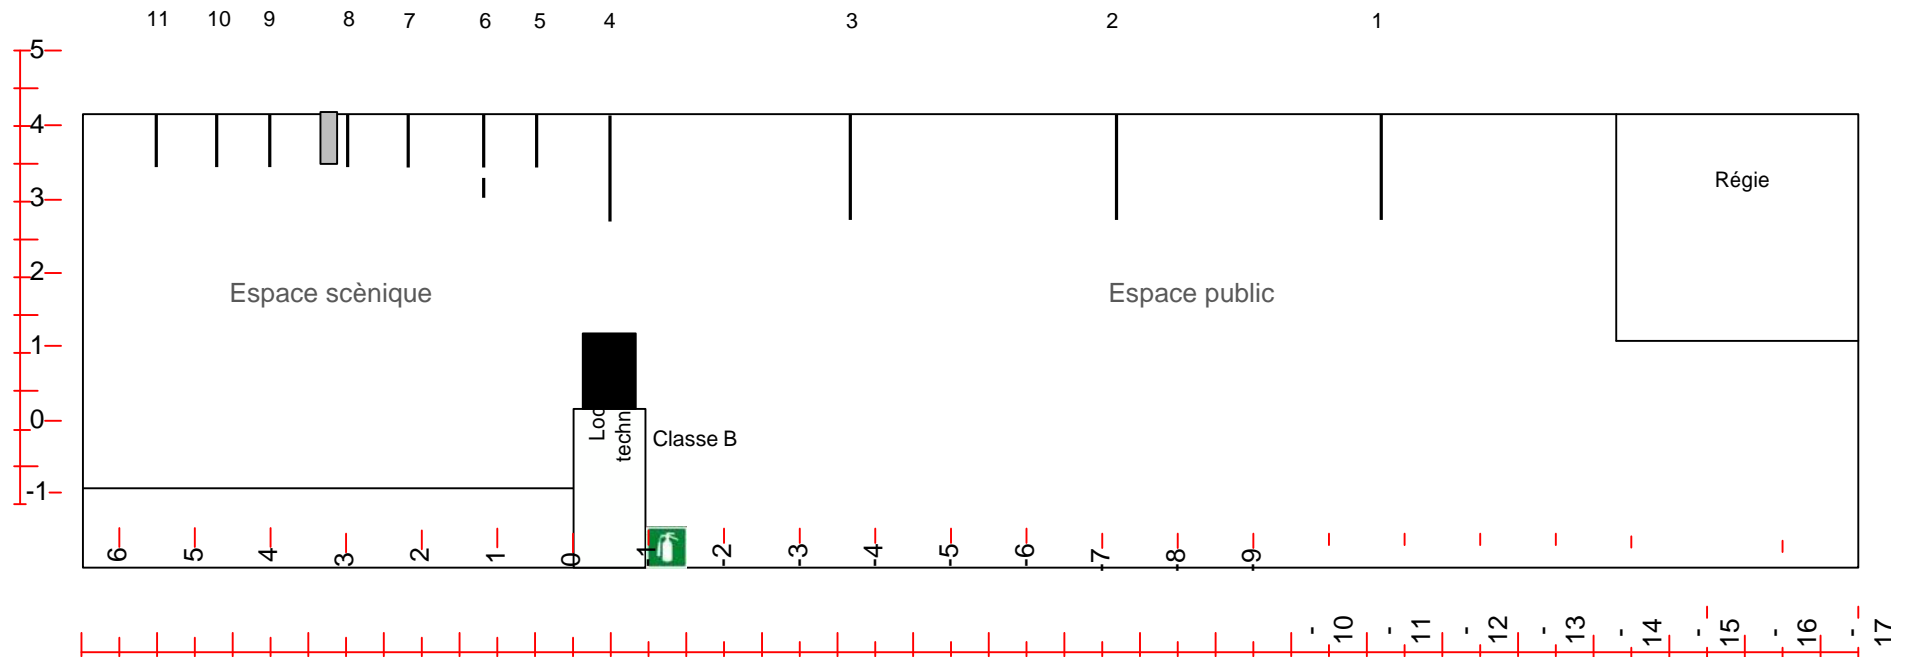 11 10 9 8 7 6 5 4 3 2 1
5
4
3
2
1
0
-1
Régie
Espace scènique
Espace public
Loc
techn
Classe B
6 5 4 3 2 1 0 -1 -2 -3 -4 -5 -6 -7 -8 -9
-10 -11 -12 -13 -14 -15 -16 -17